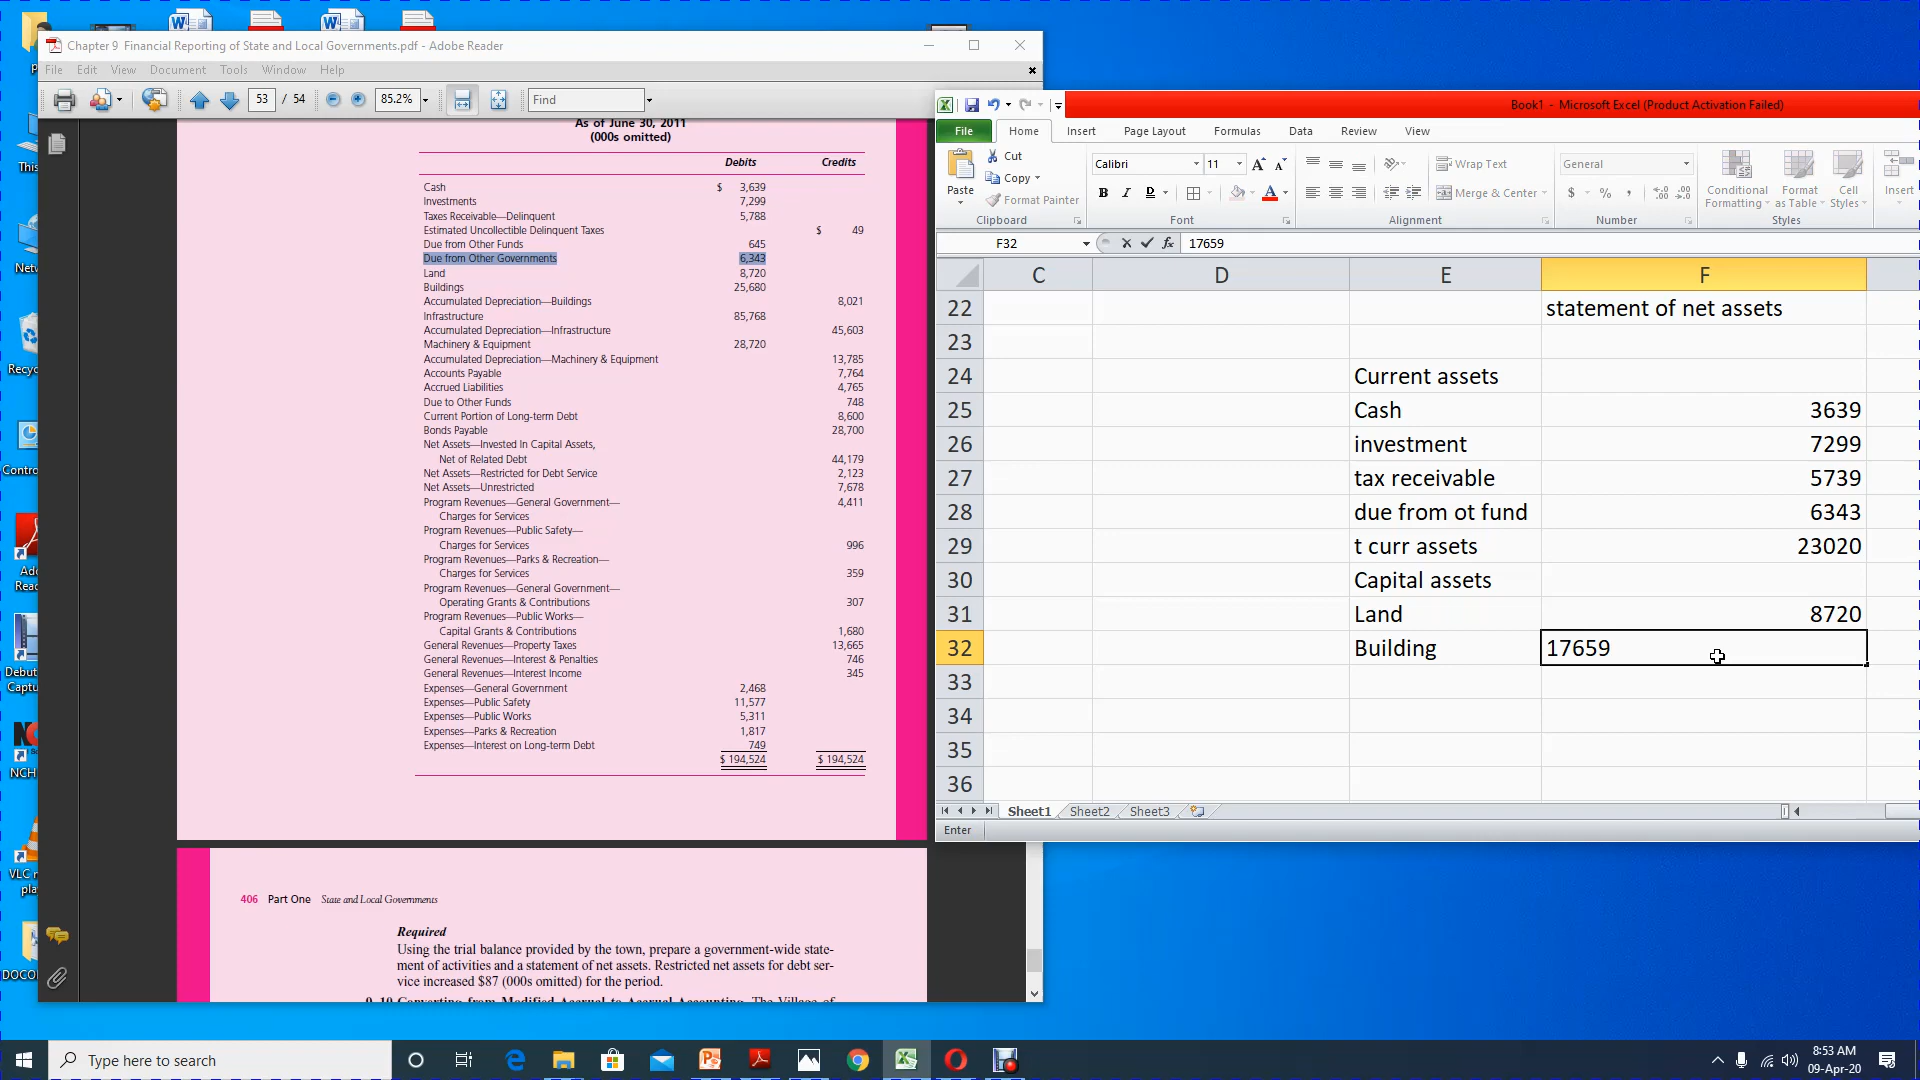 Chapter 9  Financial Reporting of State and Local Governments.pdf - Adobe Reader
File Edit View Document Tools Window Help
53 / 54 85.2% Find
As of June 30, 2011
(000s omitted)
Debits Credits
Cash $ 3,639
Investments 7,299
Taxes Receivable—Delinquent 5,788
Estimated Uncollectible Delinquent Taxes $ 49
Due from Other Funds 645
Due from Other Governments 6,343
Land 8,720
Buildings 25,680
Accumulated Depreciation—Buildings 8,021
Infrastructure 85,768
Accumulated Depreciation—Infrastructure 45,603
Machinery & Equipment 28,720
Accumulated Depreciation—Machinery & Equipment 13,785
Accounts Payable 7,764
Accrued Liabilities 4,765
Due to Other Funds 748
Current Portion of Long-term Debt 8,600
Bonds Payable 28,700
Net Assets—Invested In Capital Assets,
Net of Related Debt 44,179
Net Assets—Restricted for Debt Service 2,123
Net Assets—Unrestricted 7,678
Program Revenues—General Government— 4,411
Charges for Services
Program Revenues—Public Safety—
Charges for Services 996
Program Revenues—Parks & Recreation—
Charges for Services 359
Program Revenues—General Government—
Operating Grants & Contributions 307
Program Revenues—Public Works—
Capital Grants & Contributions 1,680
General Revenues—Property Taxes 13,665
General Revenues—Interest & Penalties 746
General Revenues—Interest Income 345
Expenses—General Government 2,468
Expenses—Public Safety 11,577
Expenses—Public Works 5,311
Expenses—Parks & Recreation 1,817
Expenses—Interest on Long-term Debt 749
$ 194,524 $ 194,524
406 Part One State and Local Governments
Required
Using the trial balance provided by the town, prepare a government-wide state-
ment of activities and a statement of net assets. Restricted net assets for debt ser-
vice increased $87 (000s omitted) for the period.
Book1 - Microsoft Excel (Product Activation Failed)
File Home Insert Page Layout Formulas Data Review View
Paste Cut Copy Format Painter
Calibri 11
B I D
Wrap Text
Merge & Center
General
$ % ,
Conditional Formatting Format as Table Cell Styles Insert
Clipboard Font Alignment Number Styles
F32 fx 17659
C D E F
22 statement of net assets
23
24 Current assets
25 Cash 3639
26 investment 7299
27 tax receivable 5739
28 due from ot fund 6343
29 t curr assets 23020
30 Capital assets
31 Land 8720
32 Building 17659
33
34
35
36
Sheet1 Sheet2 Sheet3
Enter
Type here to search
8:53 AM
09-Apr-20